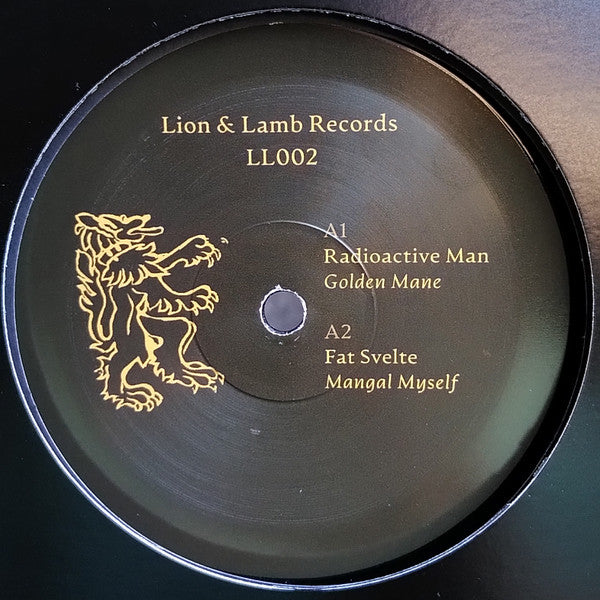 Lion & Lamb Records
LL002
A1
Radioactive Man
Golden Mane
A2
Fat Svelte
Mangal Myself